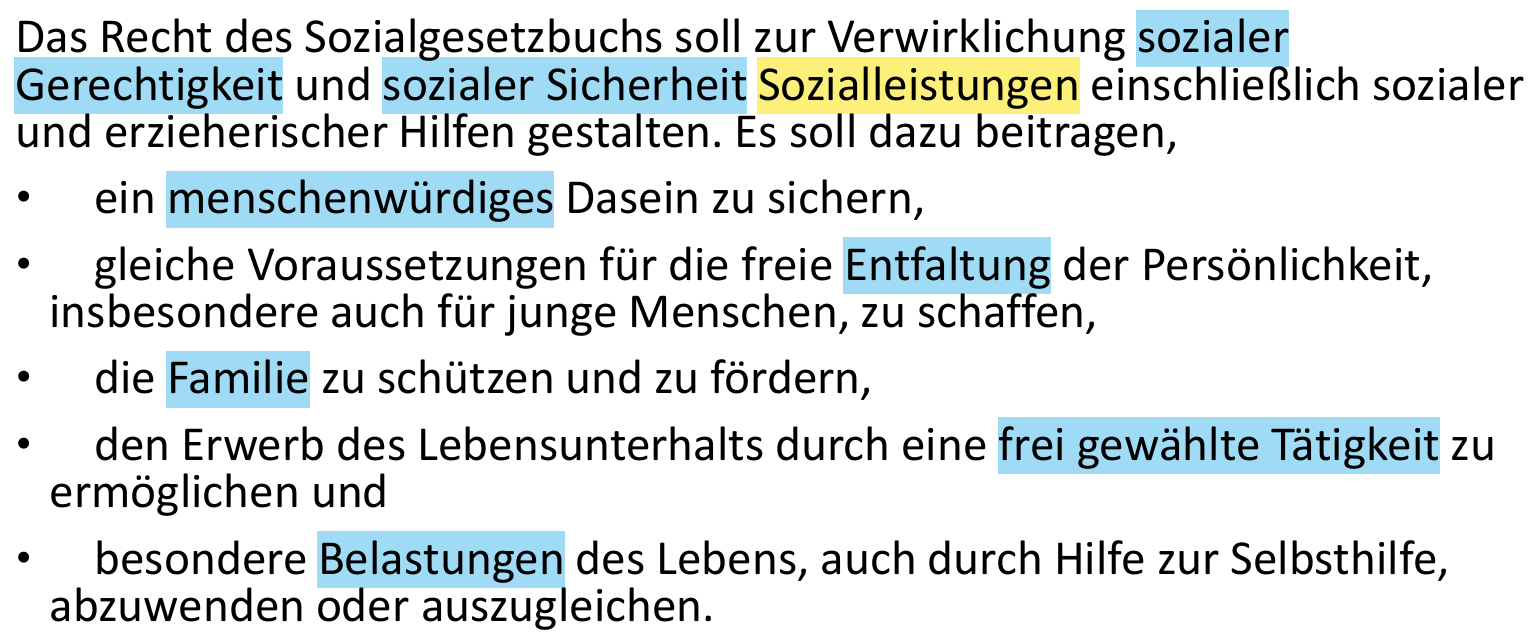 Das Recht des Sozialgesetzbuchs soll zur Verwirklichung sozialer
Gerechtigkeit und sozialer Sicherheit Sozialleistungen einschließlich sozialer
und erzieherischer Hilfen gestalten. Es soll dazu beitragen,
• ein menschenwürdiges Dasein zu sichern,
• gleiche Voraussetzungen für die freie Entfaltung der Persönlichkeit,
insbesondere auch für junge Menschen, zu schaffen,
• die Familie zu schützen und zu fördern,
• den Erwerb des Lebensunterhalts durch eine frei gewählte Tätigkeit zu
ermöglichen und
• besondere Belastungen des Lebens, auch durch Hilfe zur Selbsthilfe,
abzuwenden oder auszugleichen.